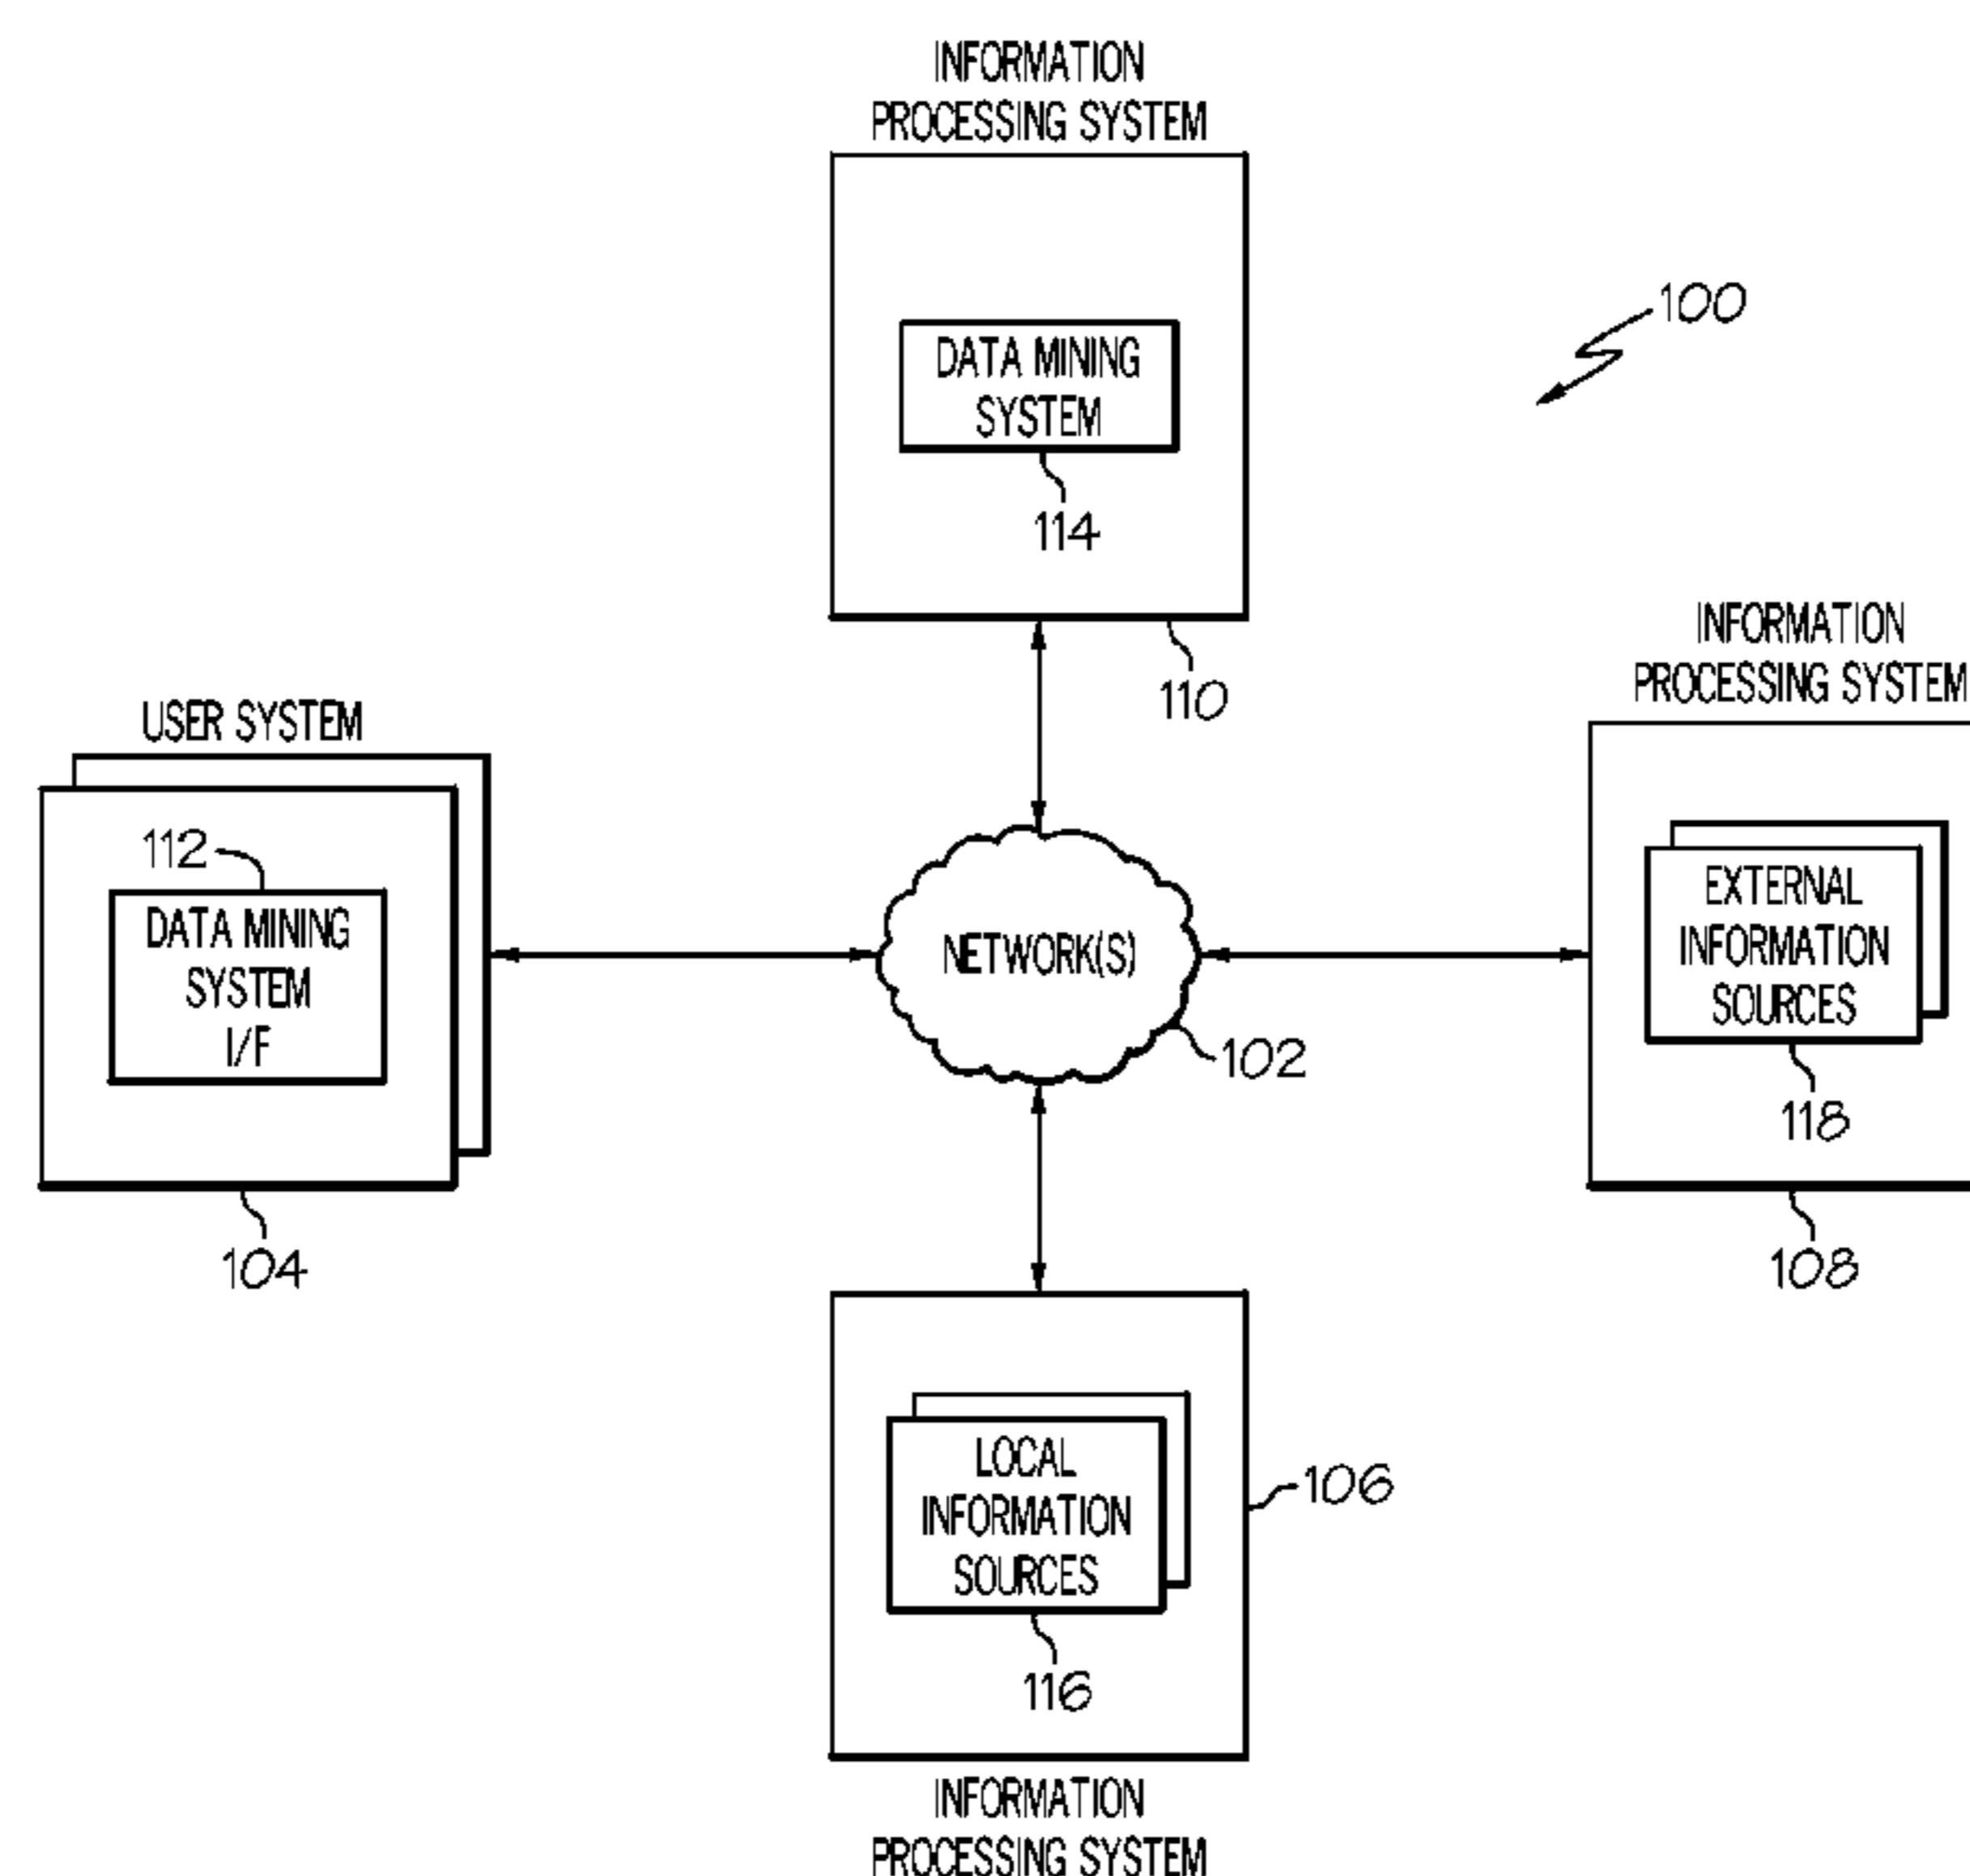 INFORMATION
PROCESSING SYSTEM
DATA MINING
SYSTEM
114
100
110
INFORMATION
PROCESSING SYSTEM
USER SYSTEM
112
DATA MINING
SYSTEM
I/F
104
NETWORK(S)
102
EXTERNAL
INFORMATION
SOURCES
118
108
LOCAL
INFORMATION
SOURCES
116
106
INFORMATION
PROCESSING SYSTEM